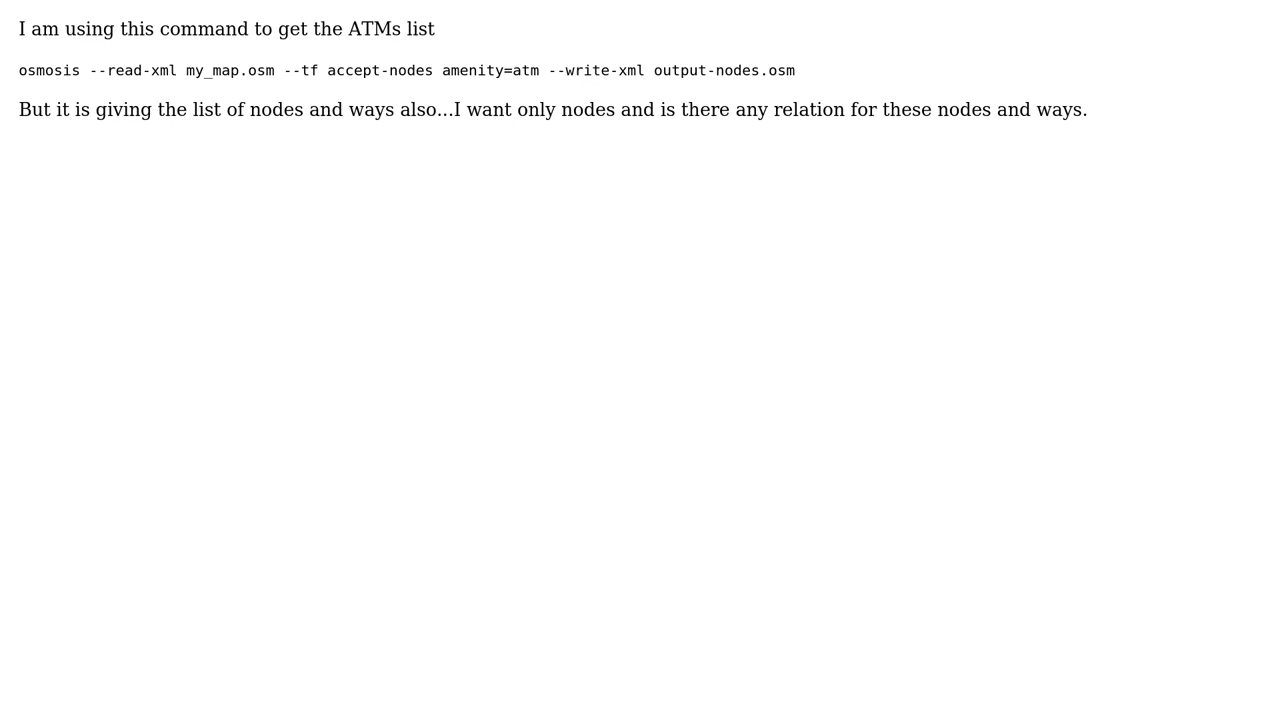 I am using this command to get the ATMs list
osmosis --read-xml my_map.osm --tf accept-nodes amenity=atm --write-xml output-nodes.osm
But it is giving the list of nodes and ways also...I want only nodes and is there any relation for these nodes and ways.